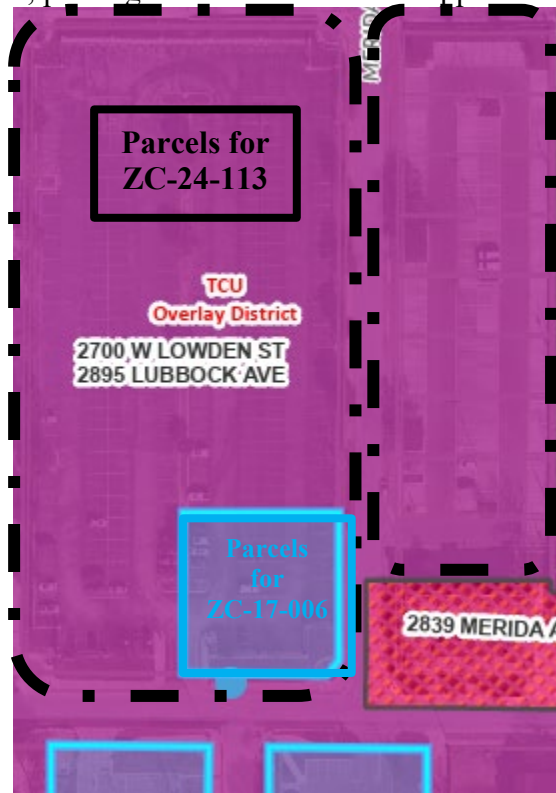 MERIDA
Parcels for
ZC-24-113
TCU
Overlay District
2700 W LOWDEN ST
2895 LUBBOCK AVE
Parcels
for
ZC-17-006
2839 MERIDA A